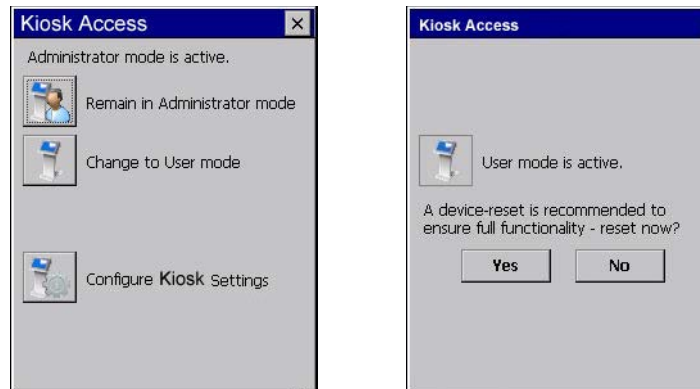 Kiosk Access
Administrator mode is active.
Remain in Administrator mode
Change to User mode
Configure Kiosk Settings
Kiosk Access
User mode is active.
A device-reset is recommended to
ensure full functionality - reset now?
Yes
No